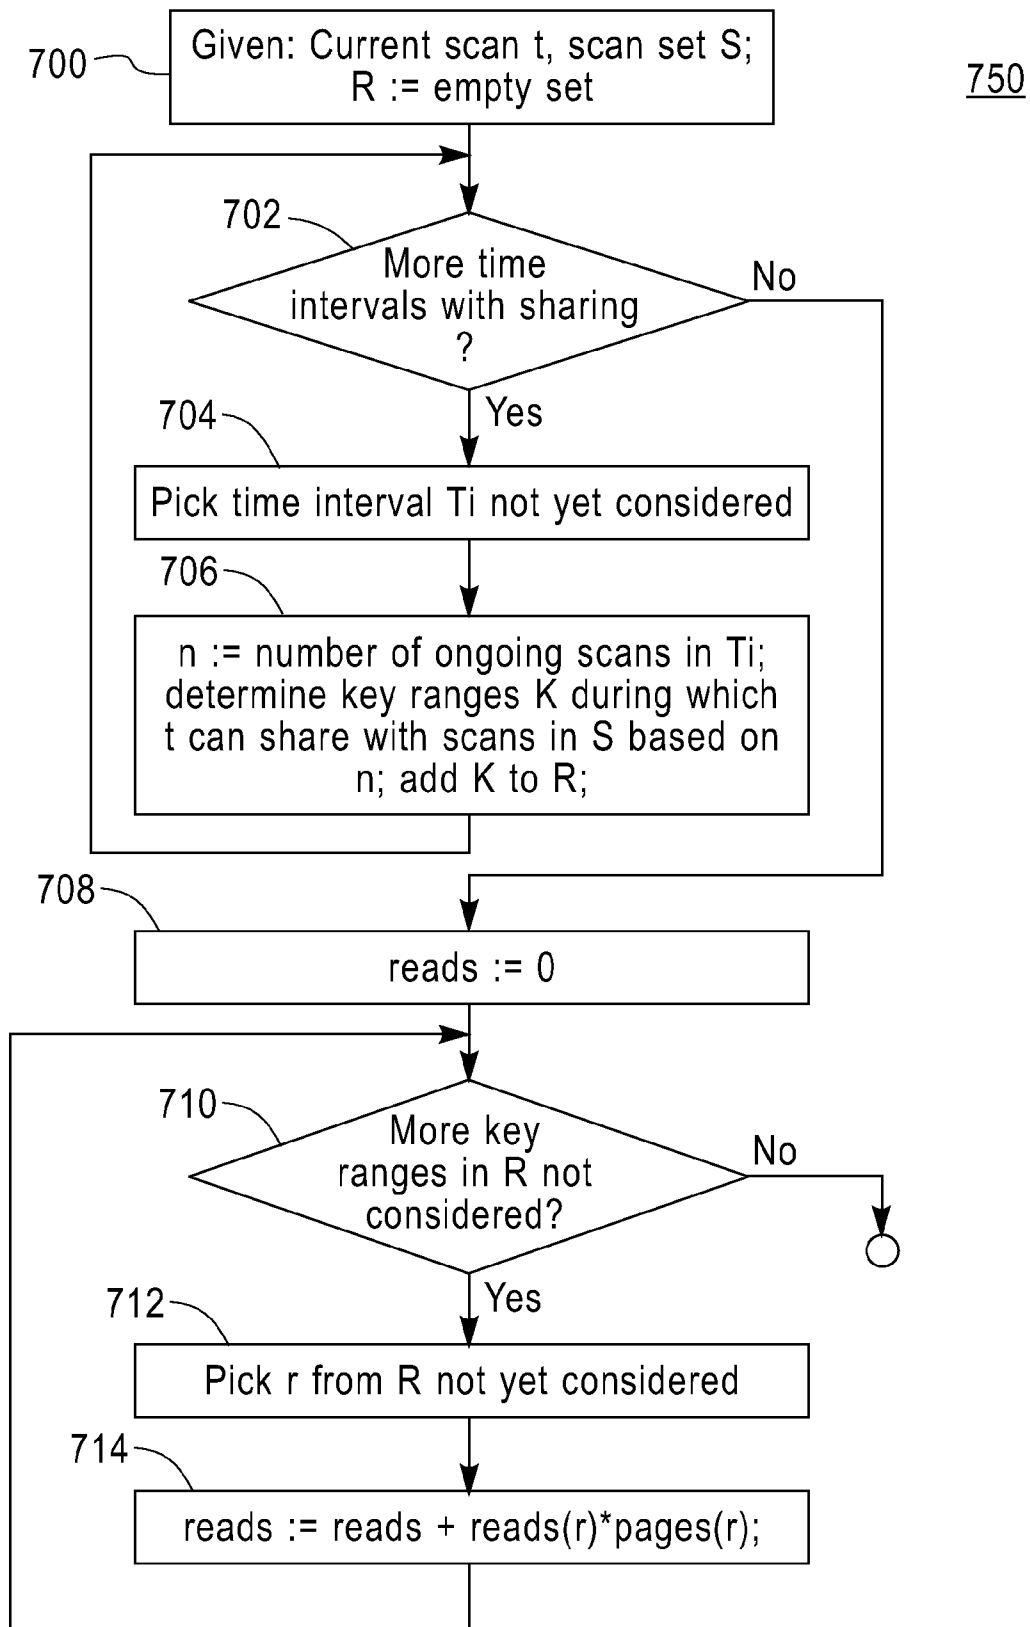 Given: Current scan t, scan set S;
R := empty set
700
750
702
More time
intervals with sharing
?
No
Yes
704
Pick time interval Ti not yet considered
706
n := number of ongoing scans in Ti;
determine key ranges K during which
t can share with scans in S based on
n; add K to R;
708
reads := 0
710
More key
ranges in R not
considered?
No
Yes
712
Pick r from R not yet considered
714
reads := reads + reads(r)*pages(r);